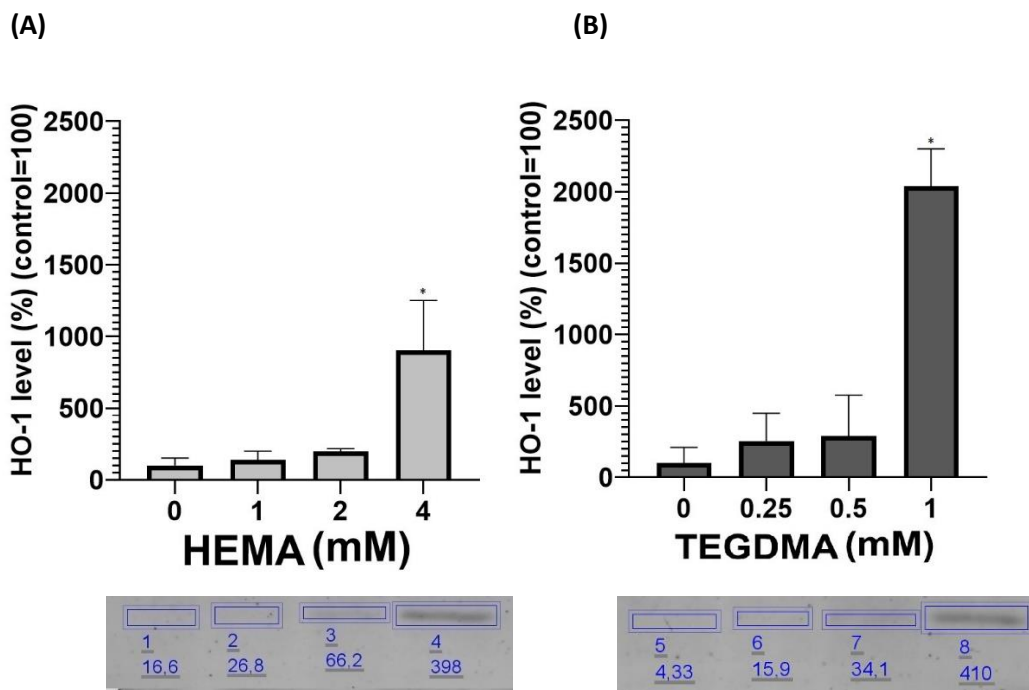 (A)
HO-1 level (%) (control=100)
2500
2000
1500
1000
500
0
*
0 1 2 4
HEMA (mM)
1 2 3 4
16,6 26,8 66,2 398
(B)
HO-1 level (%) (control=100)
2500
2000
1500
1000
500
0
*
0 0.25 0.5 1
TEGDMA (mM)
5 6 7 8
4,33 15,9 34,1 410